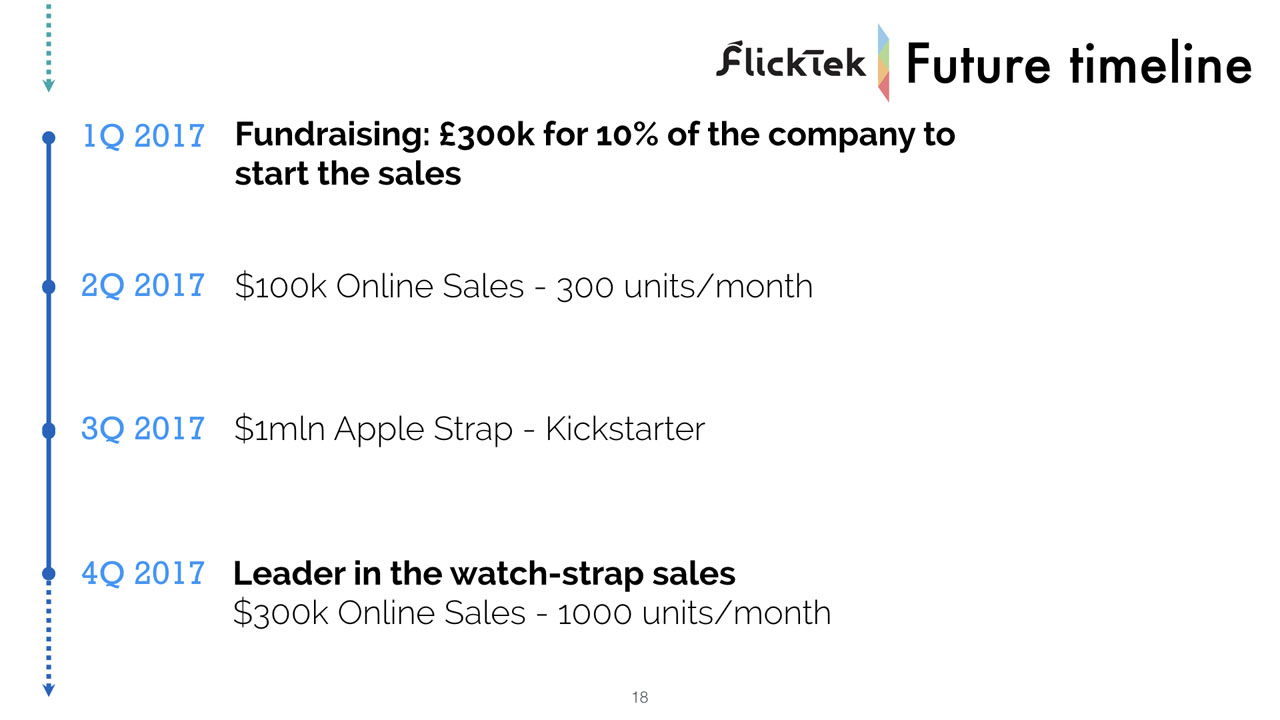 FlickTek
Future timeline
1Q 2017
Fundraising: £300k for 10% of the company to
start the sales
2Q 2017
$100k Online Sales - 300 units/month
3Q 2017
$1mln Apple Strap - Kickstarter
4Q 2017
Leader in the watch-strap sales
$300k Online Sales - 1000 units/month
18